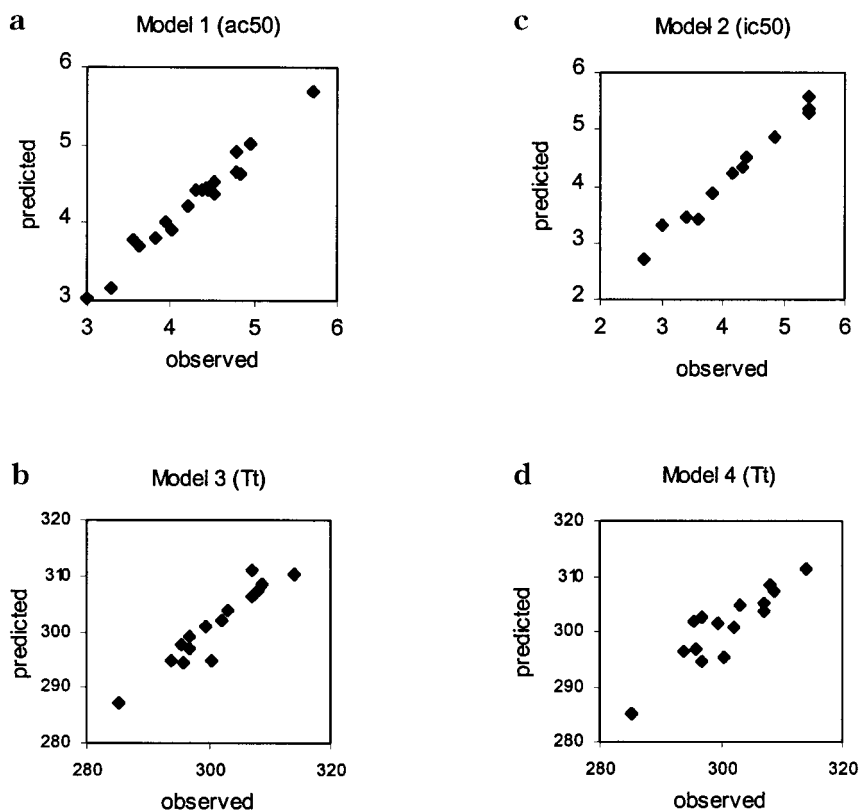 a
Model 1 (ac50)
6
5
4
3
predicted
3 4 5 6
observed
c
Model 2 (ic50)
6
5
4
3
2
predicted
2 3 4 5 6
observed
b
Model 3 (Tt)
320
310
300
290
280
predicted
280 300 320
observed
d
Model 4 (Tt)
320
310
300
290
280
predicted
280 300 320
observed